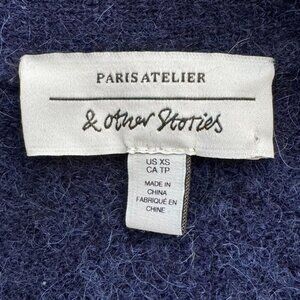 PARIS ATELIER
& other Stories
US XS
CA TP
MADE IN
CHINA
FABRIQUÉ EN
CHINE